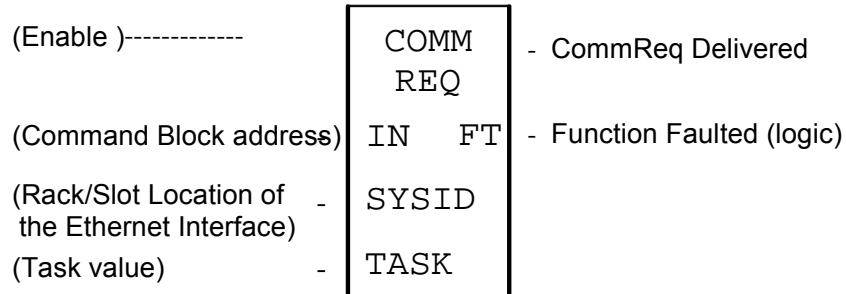 (Enable )------------- COMM - CommReq Delivered
REQ
(Command Block address) IN FT - Function Faulted (logic)
(Rack/Slot Location of - SYSID
the Ethernet Interface)
(Task value) - TASK